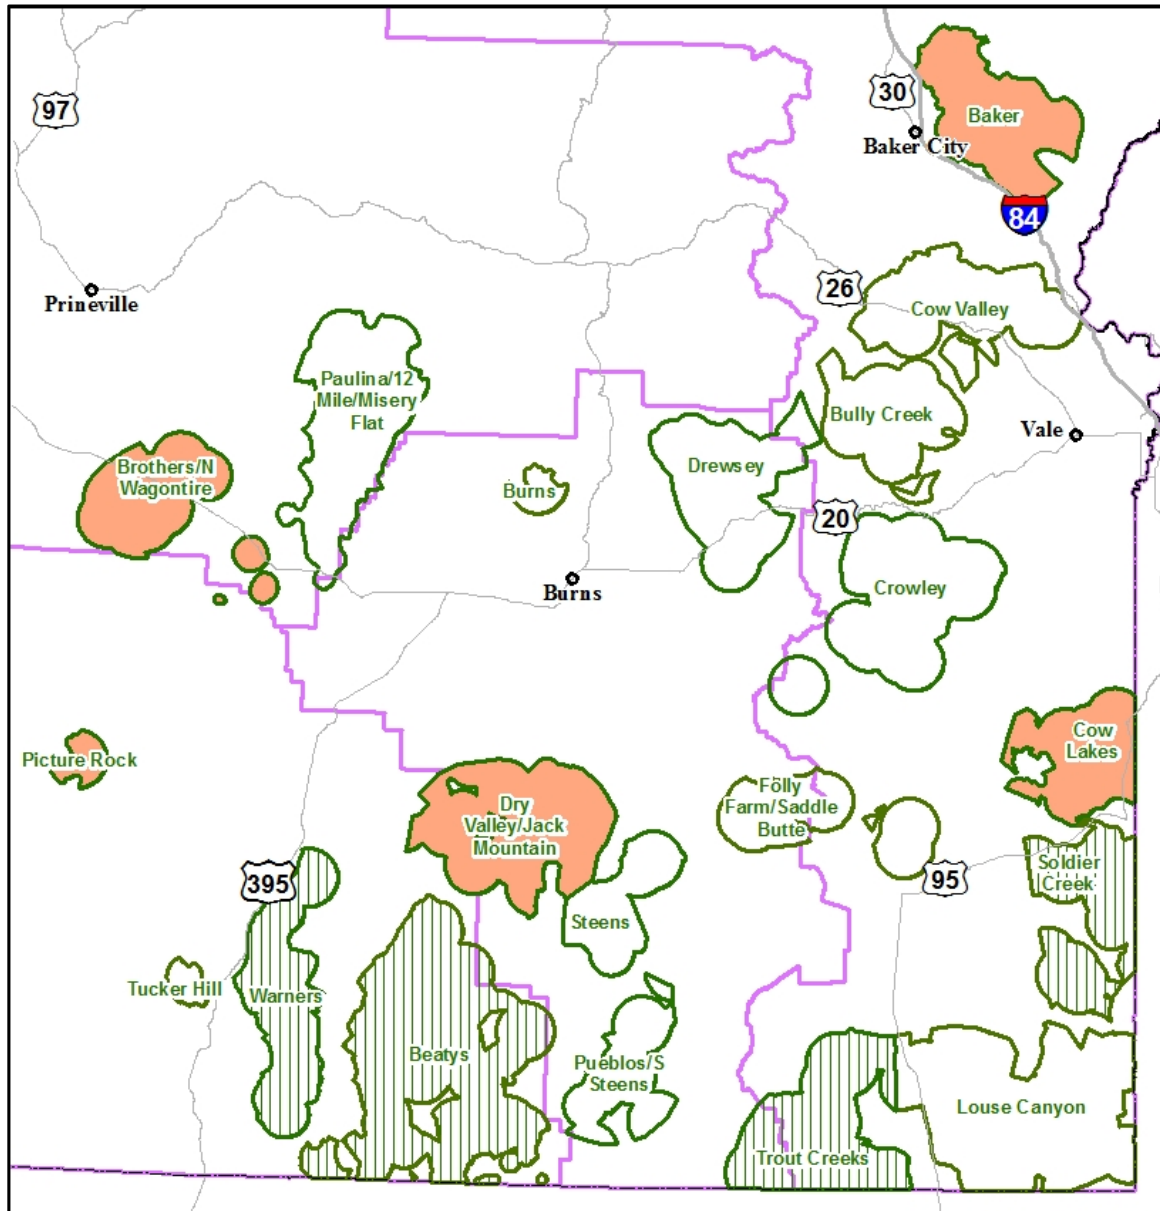 97
30
Baker
Baker City
84
Prineville
26
Cow Valley
Paulina/12
Mile/Misery
Flat
Bully Creek
Vale
Brothers/N
Wagontire
Drewsey
Burns
20
Burns
Crowley
Picture Rock
Cow
Lakes
Dry
Valley/Jack
Mountain
Folly
Farm/Saddle
Butte
395
95
Soldier
Creek
Steens
Tucker Hill
Warners
Beatys
Pueblos/S
Steens
Louse Canyon
Trout Creeks